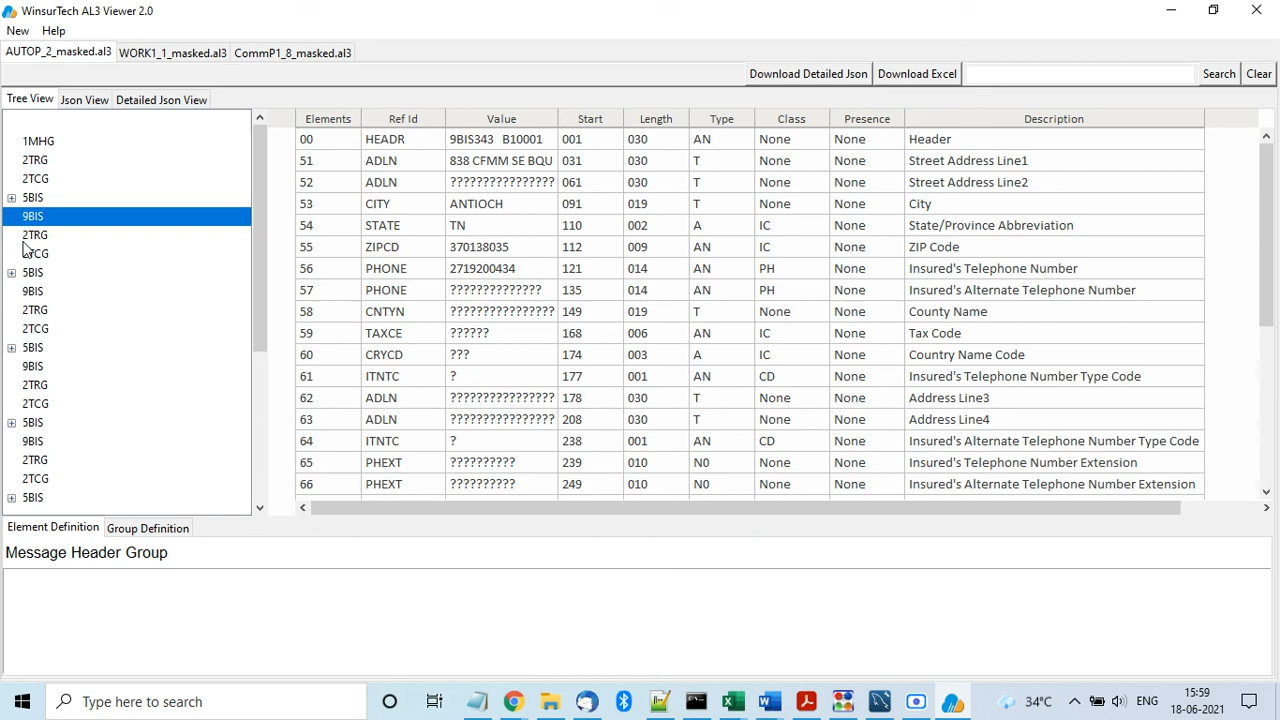 WinsurTech AL3 Viewer 2.0
New Help
AUTOP_2_masked.al3 WORK1_1_masked.al3 CommP1_8_masked.al3
Download Detailed Json Download Excel Search Clear
Tree View Json View Detailed Json View
1MHG
2TRG
2TCG
5BIS
9BIS
2TRG
TCG
5BIS
9BIS
2TRG
2TCG
5BIS
9BIS
2TRG
2TCG
5BIS
9BIS
2TRG
2TCG
5BIS
Elements Ref Id Value Start Length Type Class Presence Description
00 HEADR 9BIS343 B10001 001 030 AN None None Header
51 ADLN 838 CFMM SE BQU 031 030 T None None Street Address Line1
52 ADLN ???????????????? 061 030 T None None Street Address Line2
53 CITY ANTIOCH 091 019 T None None City
54 STATE TN 110 002 A IC None State/Province Abbreviation
55 ZIPCD 370138035 112 009 AN IC None ZIP Code
56 PHONE 2719200434 121 014 AN PH None Insured's Telephone Number
57 PHONE ?????????????? 135 014 AN PH None Insured's Alternate Telephone Number
58 CNTYN ???????????????? 149 019 T None None County Name
59 TAXCE ?????? 168 006 AN IC None Tax Code
60 CRYCD ??? 174 003 A IC None Country Name Code
61 ITNTC ? 177 001 AN CD None Insured's Telephone Number Type Code
62 ADLN ???????????????? 178 030 T None None Address Line3
63 ADLN ???????????????? 208 030 T None None Address Line4
64 ITNTC ? 238 001 AN CD None Insured's Alternate Telephone Number Type Code
65 PHEXT ?????????? 239 010 N0 None None Insured's Telephone Number Extension
66 PHEXT ?????????? 249 010 N0 None None Insured's Alternate Telephone Number Extension
Element Definition Group Definition
Message Header Group
Type here to search
34°C ENG 15:59
18-06-2021